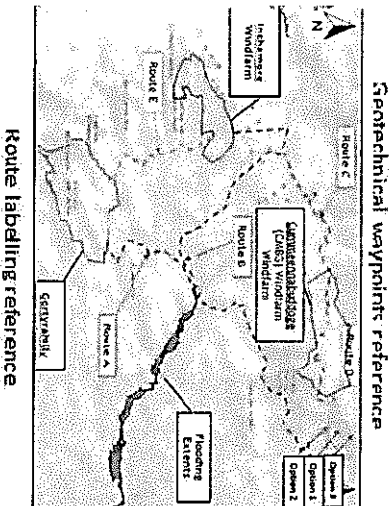 Geotechnical waypoints reference
N
Inchamore
Windfarm
Route E
Route C
Cummeennabuddoge
(CMBG) Windfarm
Windfarm
Route B
Route D
Route A
Gortyrahilly
Flooding
Extents
Option 3
Option 1
Option 2
Route labelling reference